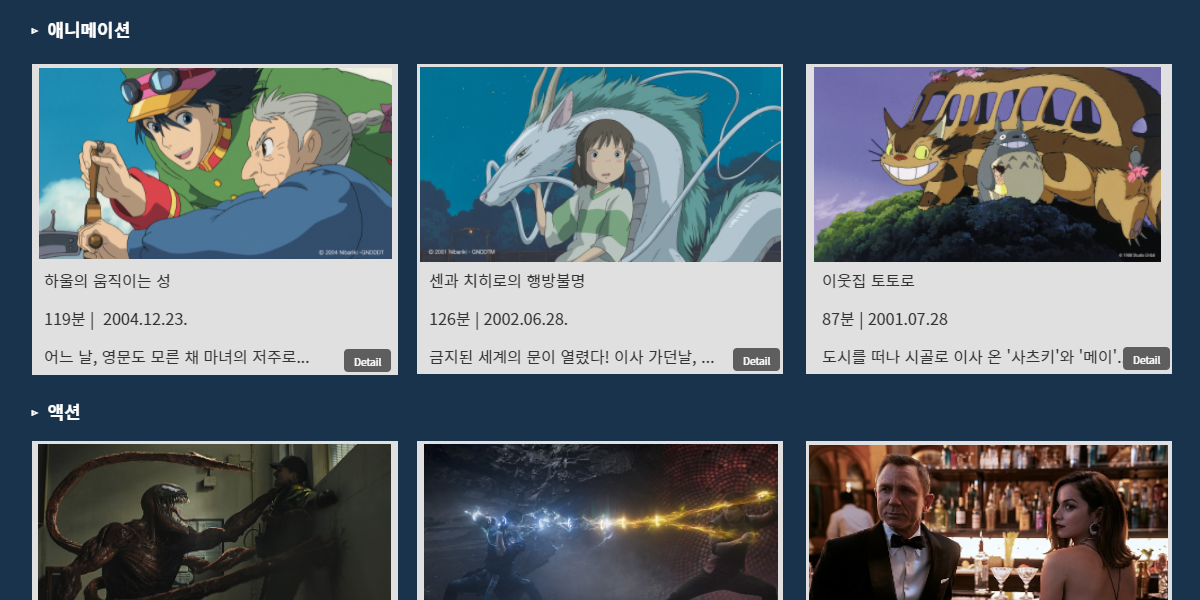 ► 애니메이션
© 2004 Nibariki · GNDDDT
© 2001 Nibariki · GNDDTM
© 1988 Studio Ghibli
하울의 움직이는 성
센과 치히로의 행방불명
이웃집 토토로
119분 | 2004.12.23.
126분 | 2002.06.28.
87분 | 2001.07.28
어느 날, 영문도 모른 채 마녀의 저주로...
Detail
금지된 세계의 문이 열렸다! 이사 가던날, ...
Detail
도시를 떠나 시골로 이사 온 '사츠키'와 '메이'.
Detail
► 액션